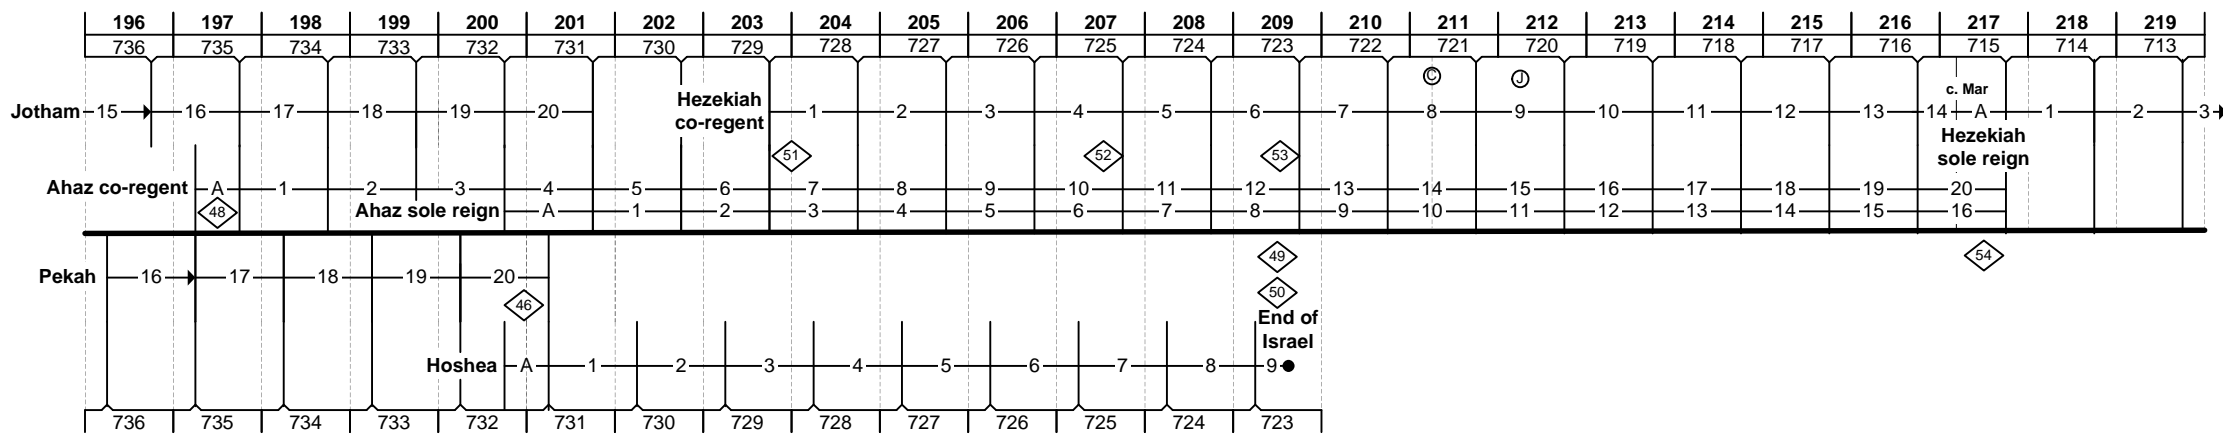 196 197 198 199 200 201 202 203 204 205 206 207 208 209 210 211 212 213 214 215 216 217 218 219
736 735 734 733 732 731 730 729 728 727 726 725 724 723 722 721 720 719 718 717 716 715 714 713
C J
c. Mar
Jotham 15 16 17 18 19 20 Hezekiah co-regent 1 2 3 4 5 6 7 8 9 10 11 12 13 14 A 1 2 3
Hezekiah sole reign
51 52 53
Ahaz co-regent A 1 2 3 4 5 6 7 8 9 10 11 12 13 14 15 16 17 18 19 20
48 Ahaz sole reign A 1 2 3 4 5 6 7 8 9 10 11 12 13 14 15 16
49 54
Pekah 16 17 18 19 20
50
46
End of
Israel
Hoshea A 1 2 3 4 5 6 7 8 9
736 735 734 733 732 731 730 729 728 727 726 725 724 723